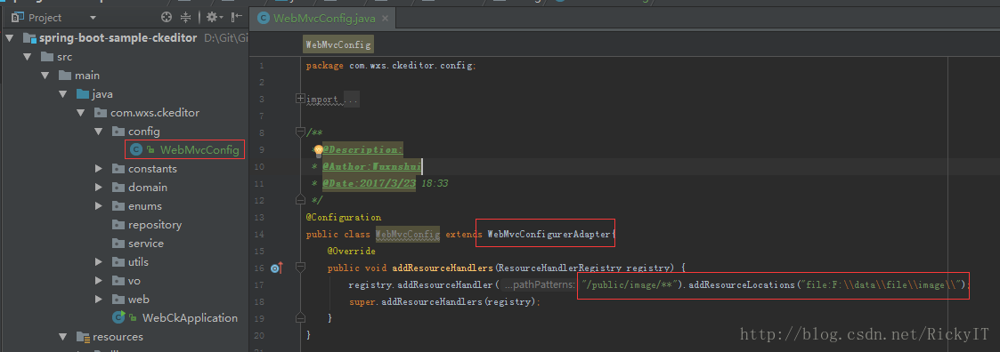 Project
WebMvcConfig.java
spring-boot-sample-ckeditor D:\Git\G
src
main
java
com.wxs.ckeditor
config
WebMvcConfig
constants
domain
enums
repository
service
utils
vo
web
WebCkApplication
resources
WebMvcConfig
1 package com.wxs.ckeditor.config;
2
3 import ...
7
8 /**
9 @Description:
10 * @Author:Wuxnshui
11 * @Date:2017/3/23 18:33
12 */
13 @Configuration
14 public class WebMvcConfig extends WebMvcConfigurerAdapter{
15 @Override
16 public void addResourceHandlers(ResourceHandlerRegistry registry) {
17 registry.addResourceHandler( ...pathPatterns: "/public/image/**").addResourceLocations("file:F:\\data\\file\\image\\");
18 super.addResourceHandlers(registry);
19 }
20 }
http://blog.csdn.net/RickyIT